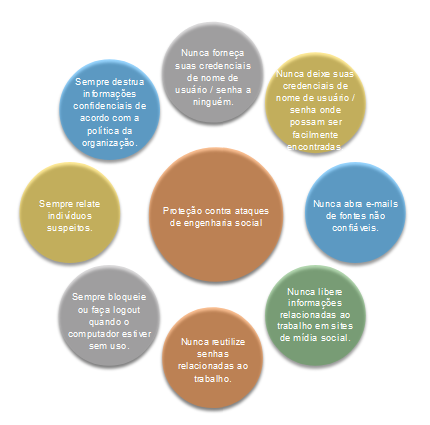 Nunca forneça
suas credenciais
de nome de
usuário / senha a
ninguém.
Nunca deixe suas
credenciais de
nome de usuário /
senha onde
possam ser
facilmente
encontradas
Nunca abra e-mails
de fontes não
confiáveis.
Nunca libere
informações
relacionadas ao
trabalho em sites
de mídia social.
Nunca reutilize
senhas
relacionadas ao
trabalho.
Sempre bloqueie
ou faça logout
quando o
computador estiver
sem uso.
Sempre relate
indivíduos
suspeitos.
Sempre destrua
informações
confidenciais de
acordo com a
política da
organização.
Proteção contra ataques
de engenharia social